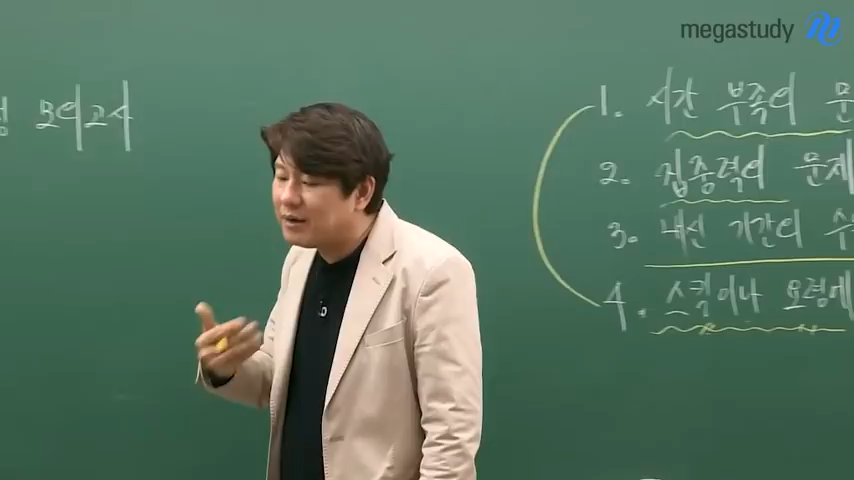 megastudy
모의고사
1. 시간 부족의 문
2. 집중력의 문제
3. 내신 기간의 수
4. 스킬이나 요령에